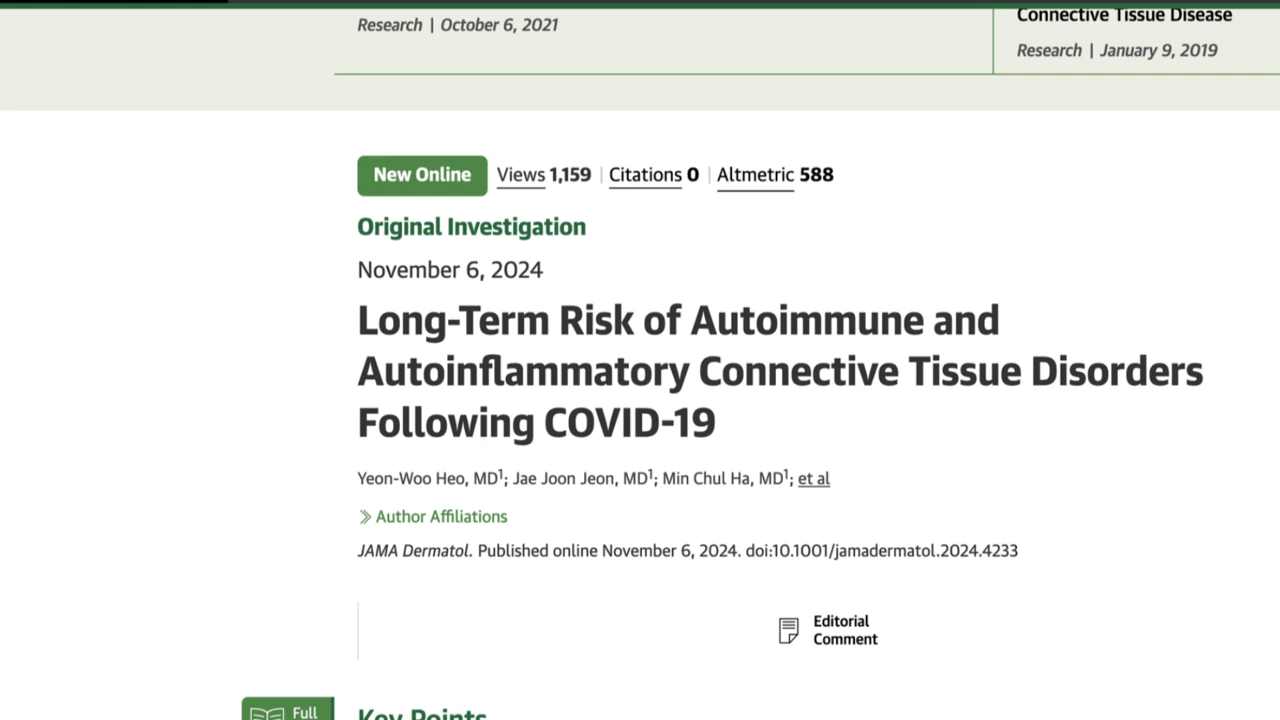 Research | October 6, 2021
Connective Tissue Disease
Research | January 9, 2019
New Online Views 1,159 | Citations 0 | Altmetric 588
Original Investigation
November 6, 2024
Long-Term Risk of Autoimmune and
Autoinflammatory Connective Tissue Disorders
Following COVID-19
Yeon-Woo Heo, MD1; Jae Joon Jeon, MD1; Min Chul Ha, MD1; et al
Author Affiliations
JAMA Dermatol. Published online November 6, 2024. doi:10.1001/jamadermatol.2024.4233
Editorial
Comment
Full
Key Points